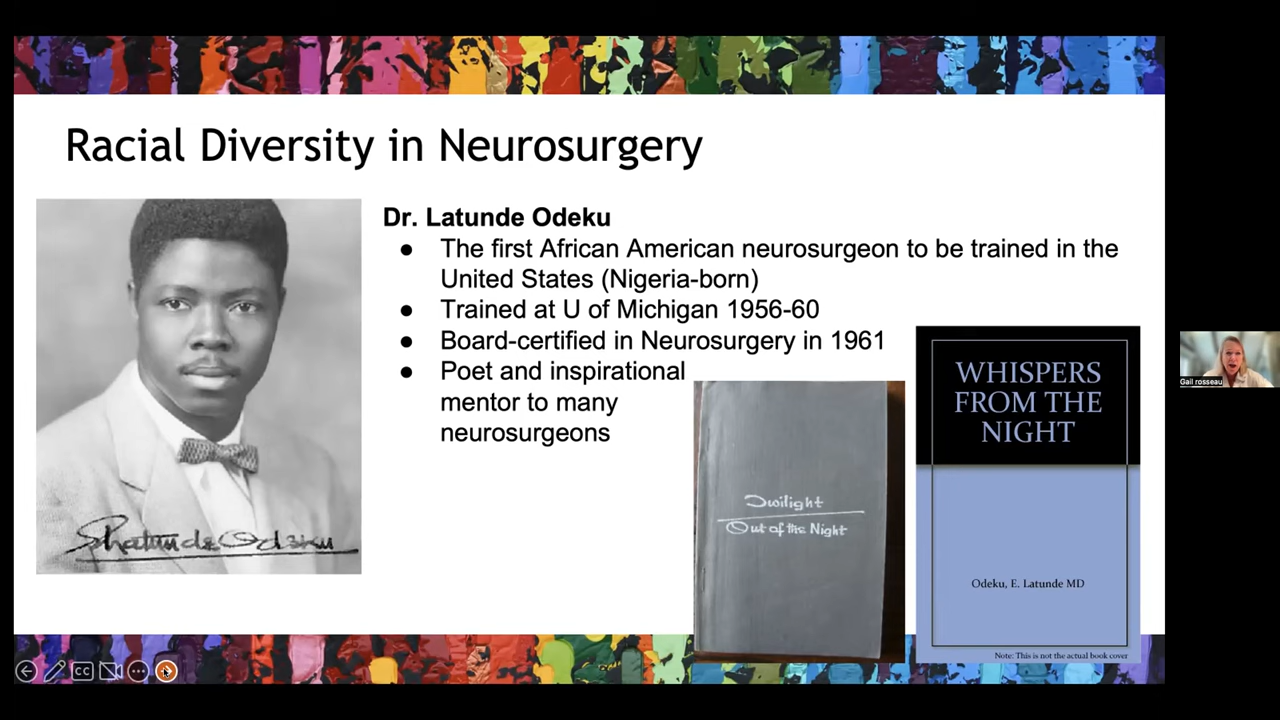 Racial Diversity in Neurosurgery
Dr. Latunde Odeku
● The first African American neurosurgeon to be trained in the
United States (Nigeria-born)
● Trained at U of Michigan 1956-60
● Board-certified in Neurosurgery in 1961
● Poet and inspirational
mentor to many
neurosurgeons
Twilight
Out of the Night
WHISPERS
FROM THE
NIGHT
Odeku, E. Latunde MD
Note: This is not the actual book cover
CC
Gail rosseau